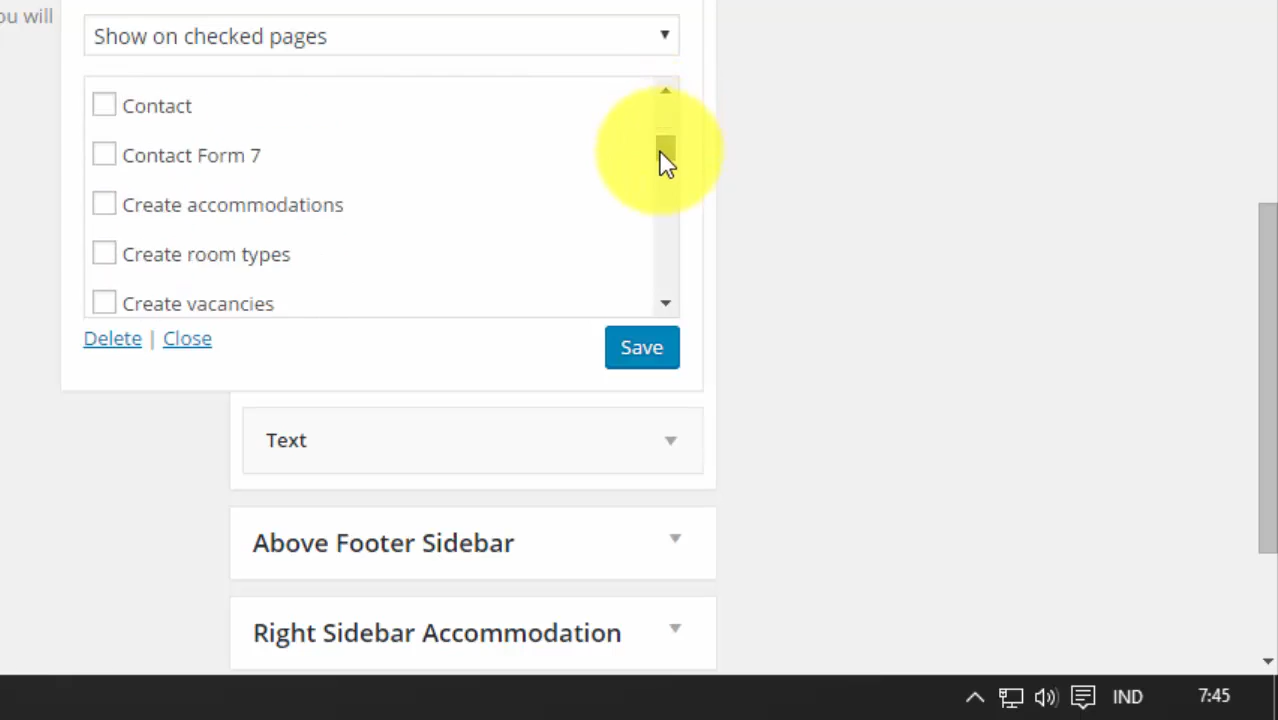 ou will
Show on checked pages
Contact
Contact Form 7
Create accommodations
Create room types
Create vacancies
Delete | Close
Save
Text
Above Footer Sidebar
Right Sidebar Accommodation
IND
7:45